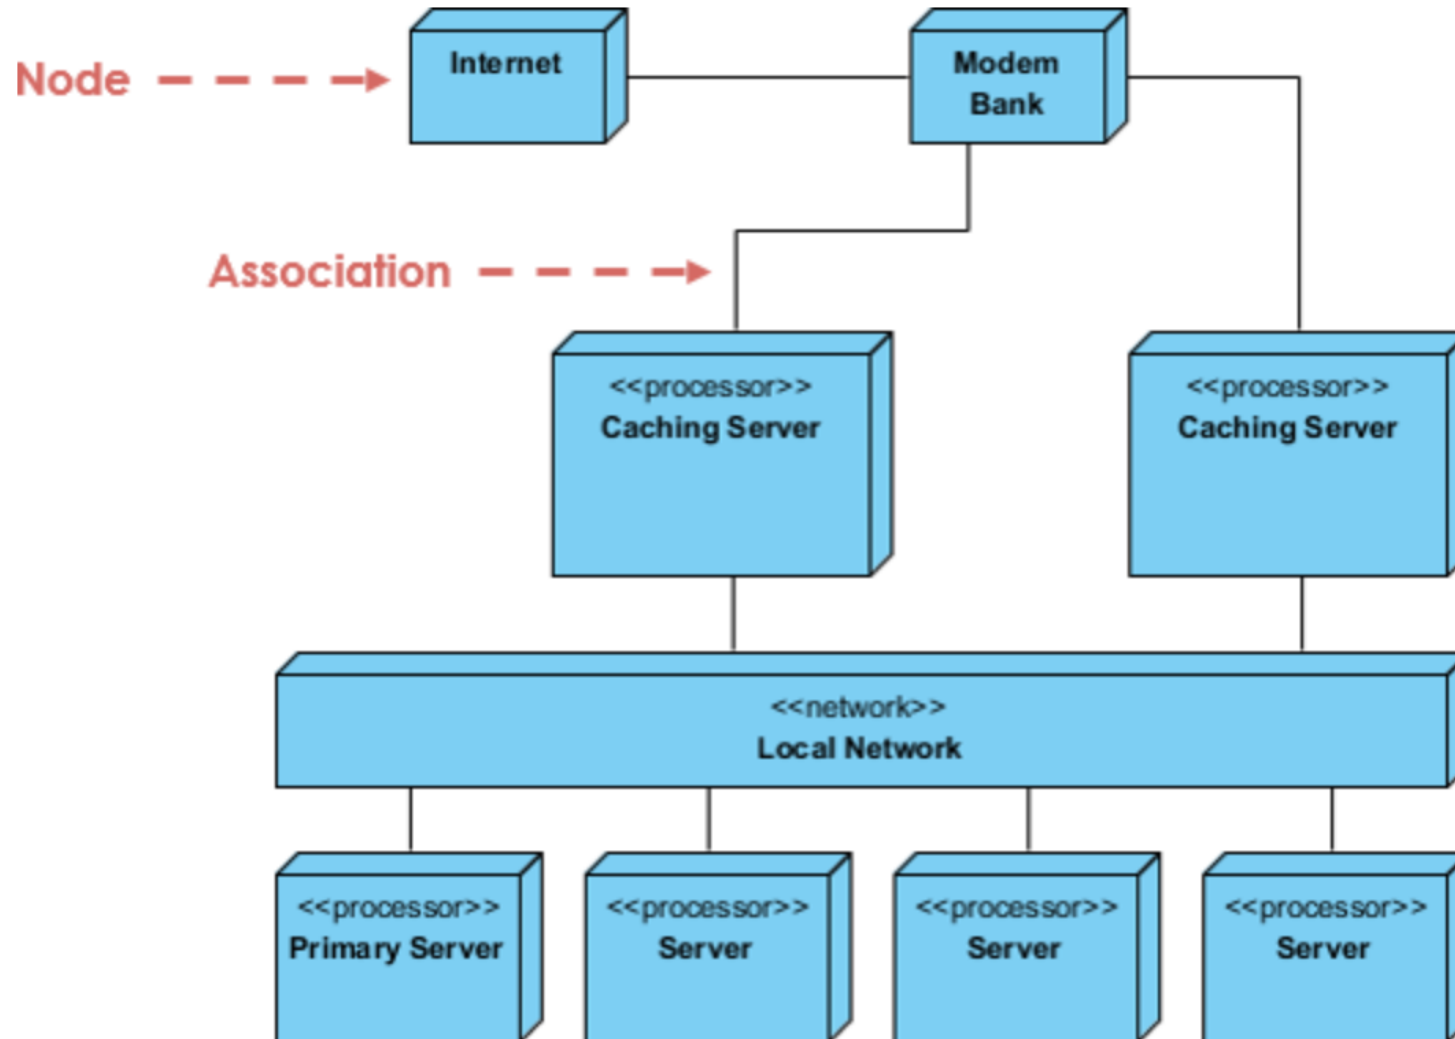 Node
Internet
Modem
Bank
Association
<<processor>>
Caching Server
<<processor>>
Caching Server
<<network>>
Local Network
<<processor>>
Primary Server
<<processor>>
Server
<<processor>>
Server
<<processor>>
Server